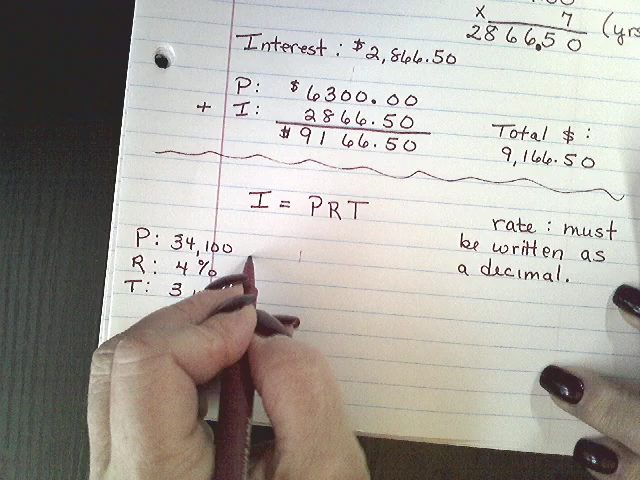 x 7
2866.50 (yrs
Interest: $2,866.50
P: $6300.00
+ I: 2866.50
$9166.50
Total $:
9,166.50
I = PRT
rate: must
be written as
a decimal.
P: 34,100
R: 4%
T: 3